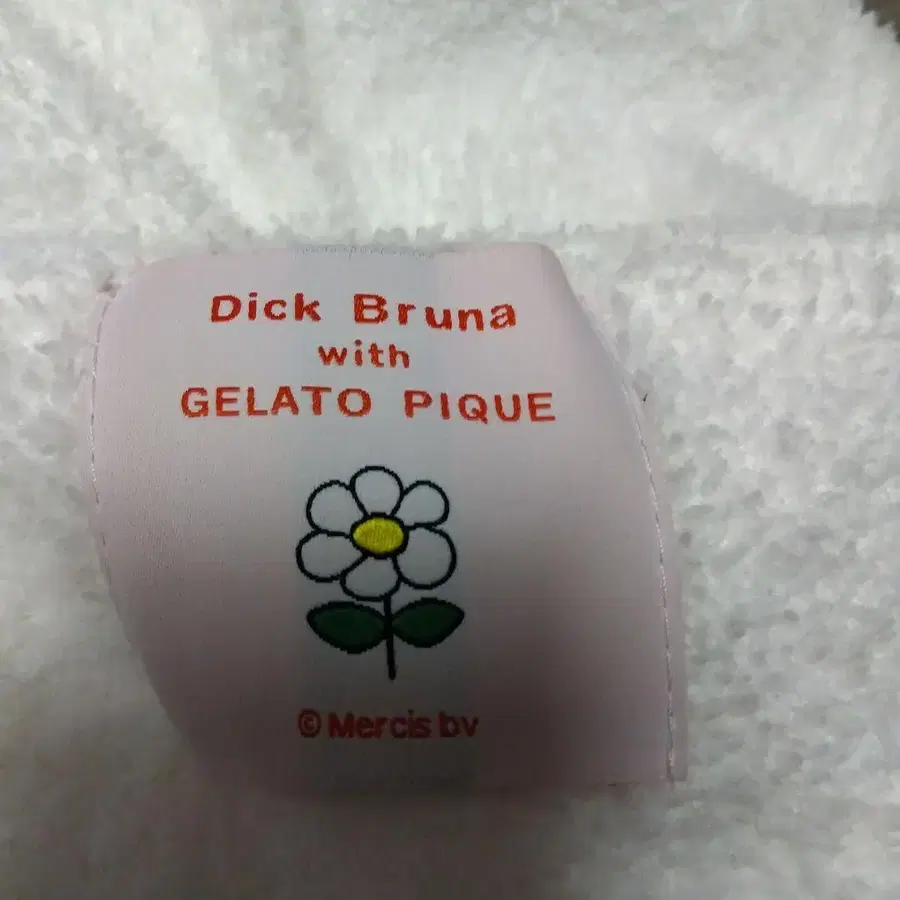 Dick Bruna
with
GELATO PIQUE
© Mercis bv